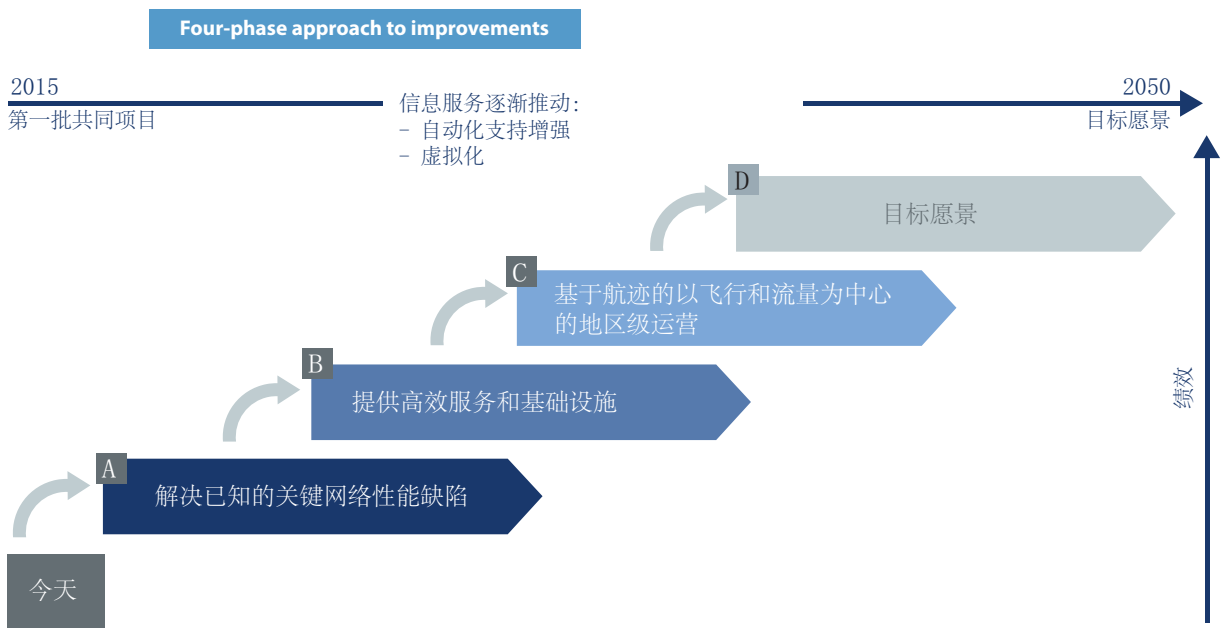 Four-phase approach to improvements
2015
第一批共同项目
信息服务逐渐推动:
- 自动化支持增强
- 虚拟化
2050
目标愿景
D
目标愿景
C
基于航迹的以飞行和流量为中心
的地区级运营
B
提供高效服务和基础设施
A
解决已知的关键网络性能缺陷
今天
绩效